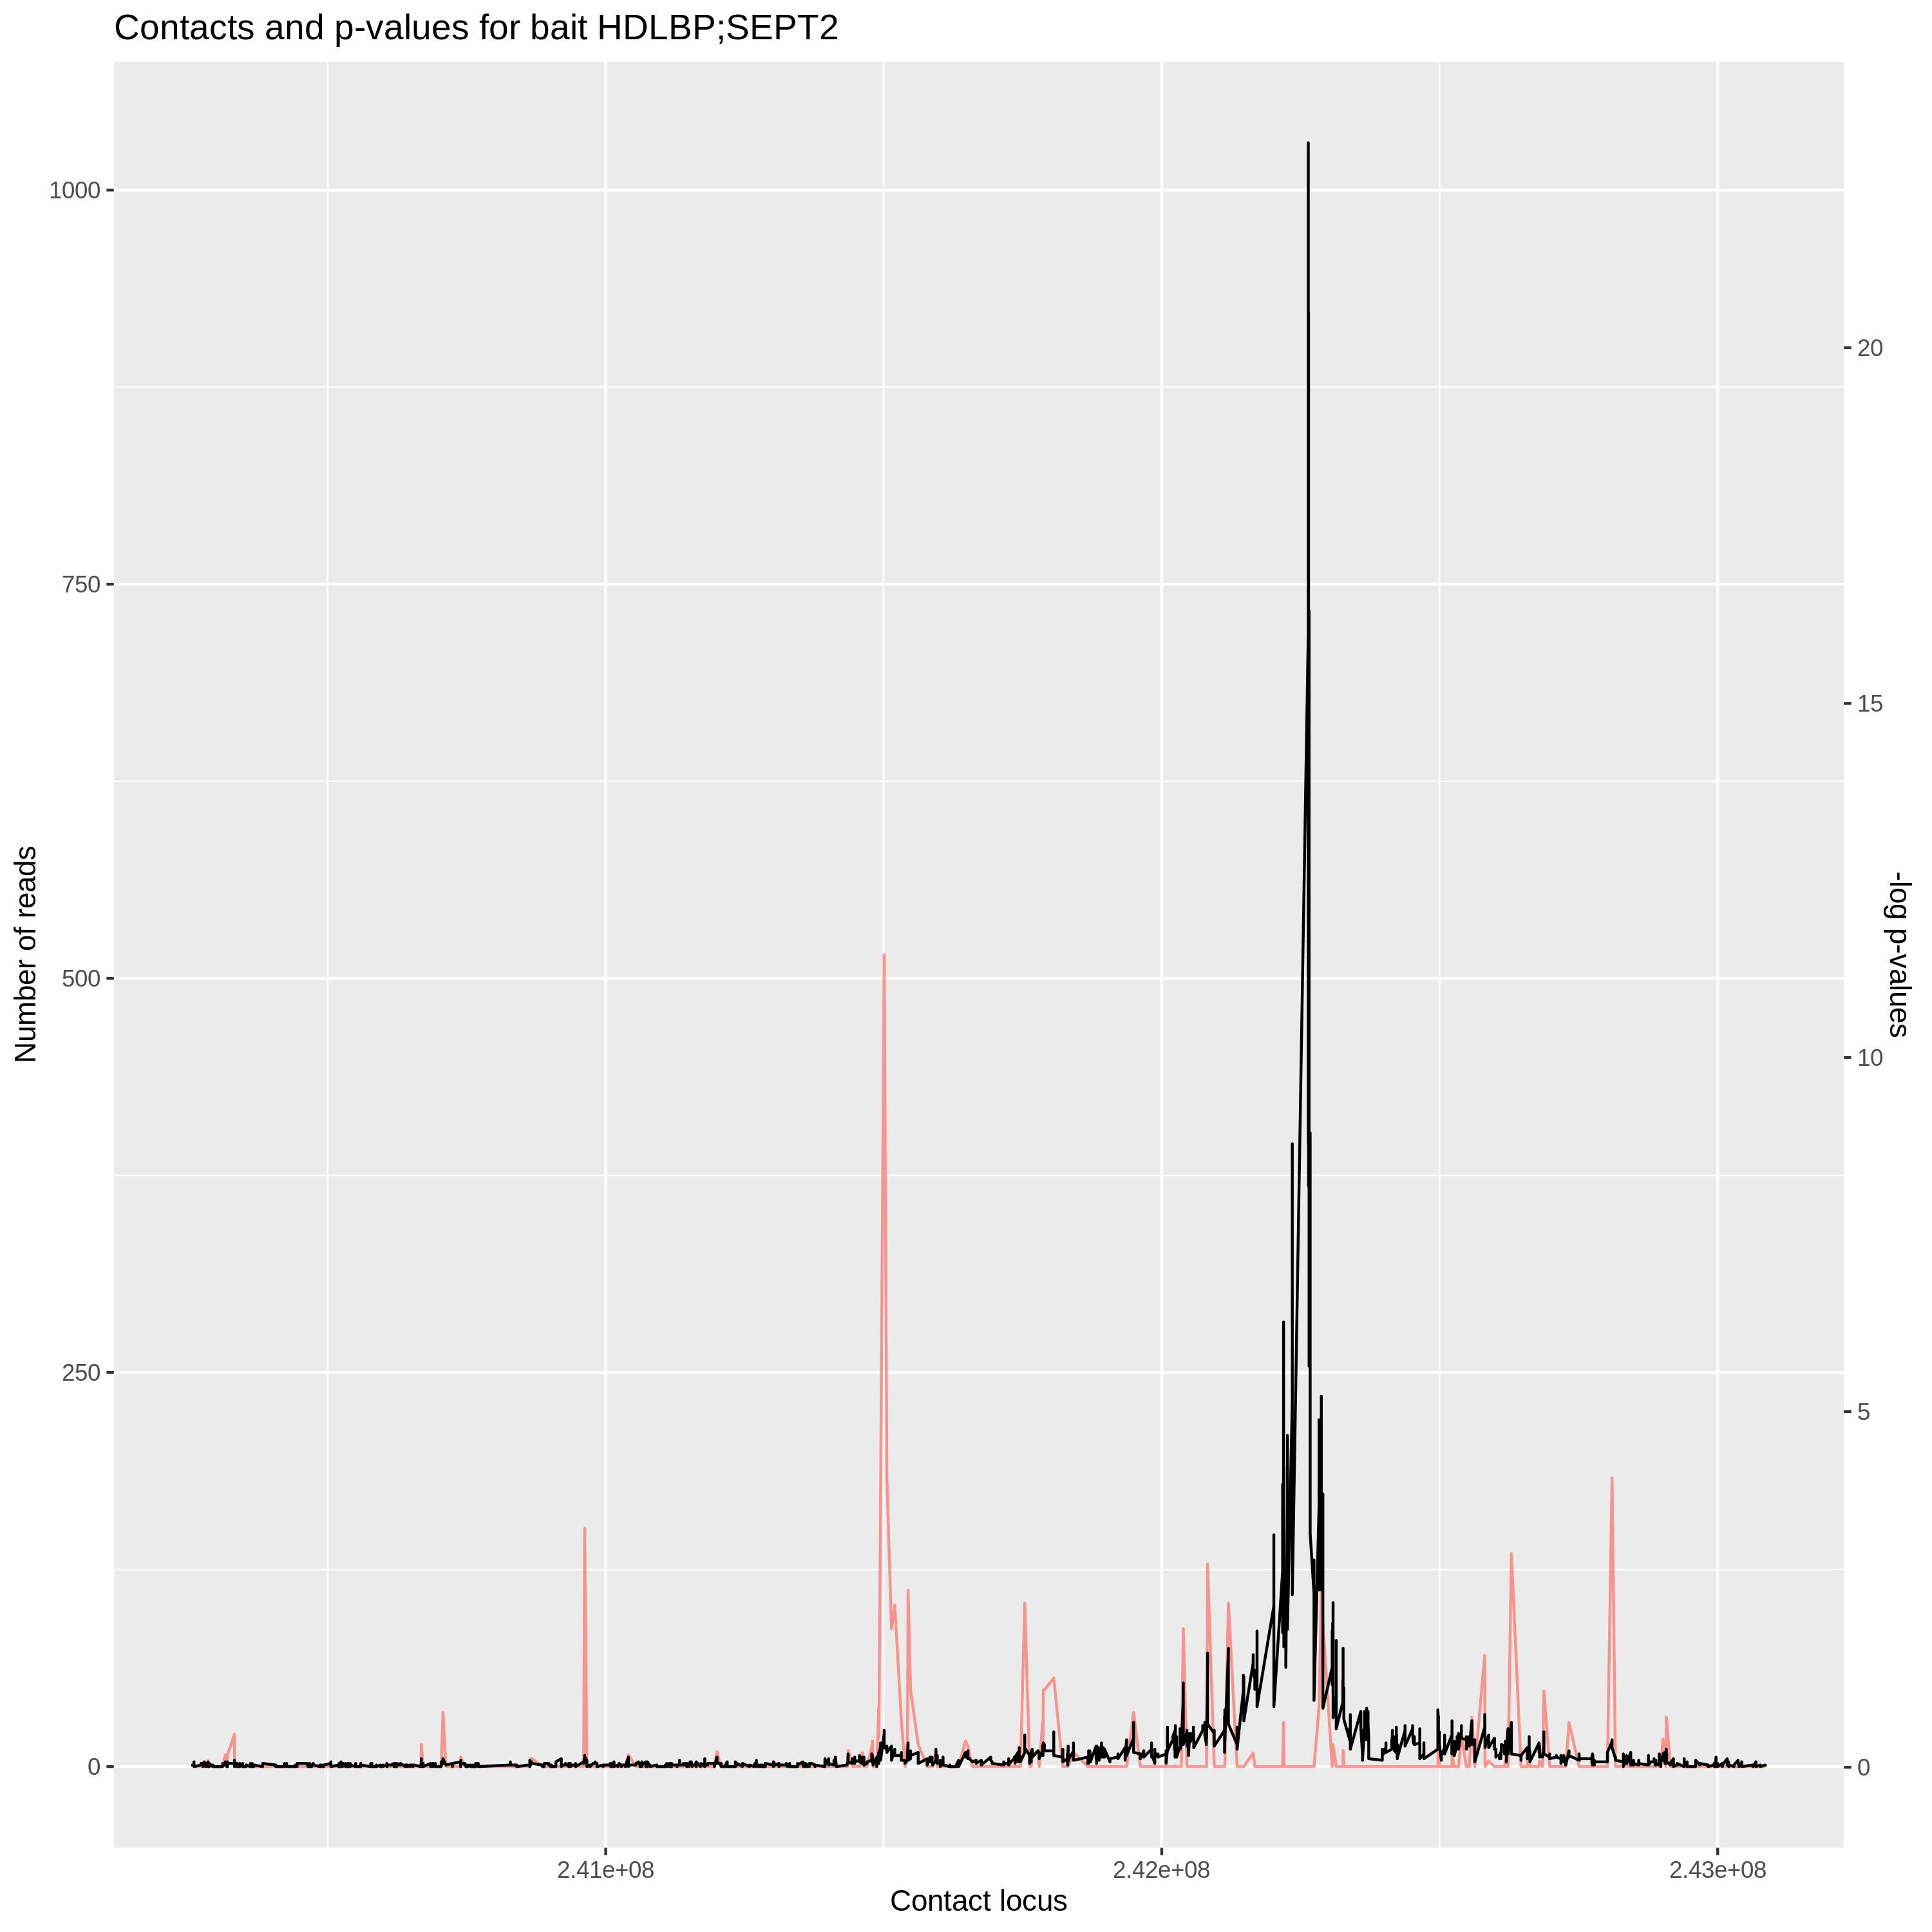 Contacts and p-values for bait HDLBP;SEPT2
1000
750
500
250
0
Number of reads
20
15
10
5
0
-log p-values
2.41e+08
2.42e+08
2.43e+08
Contact locus